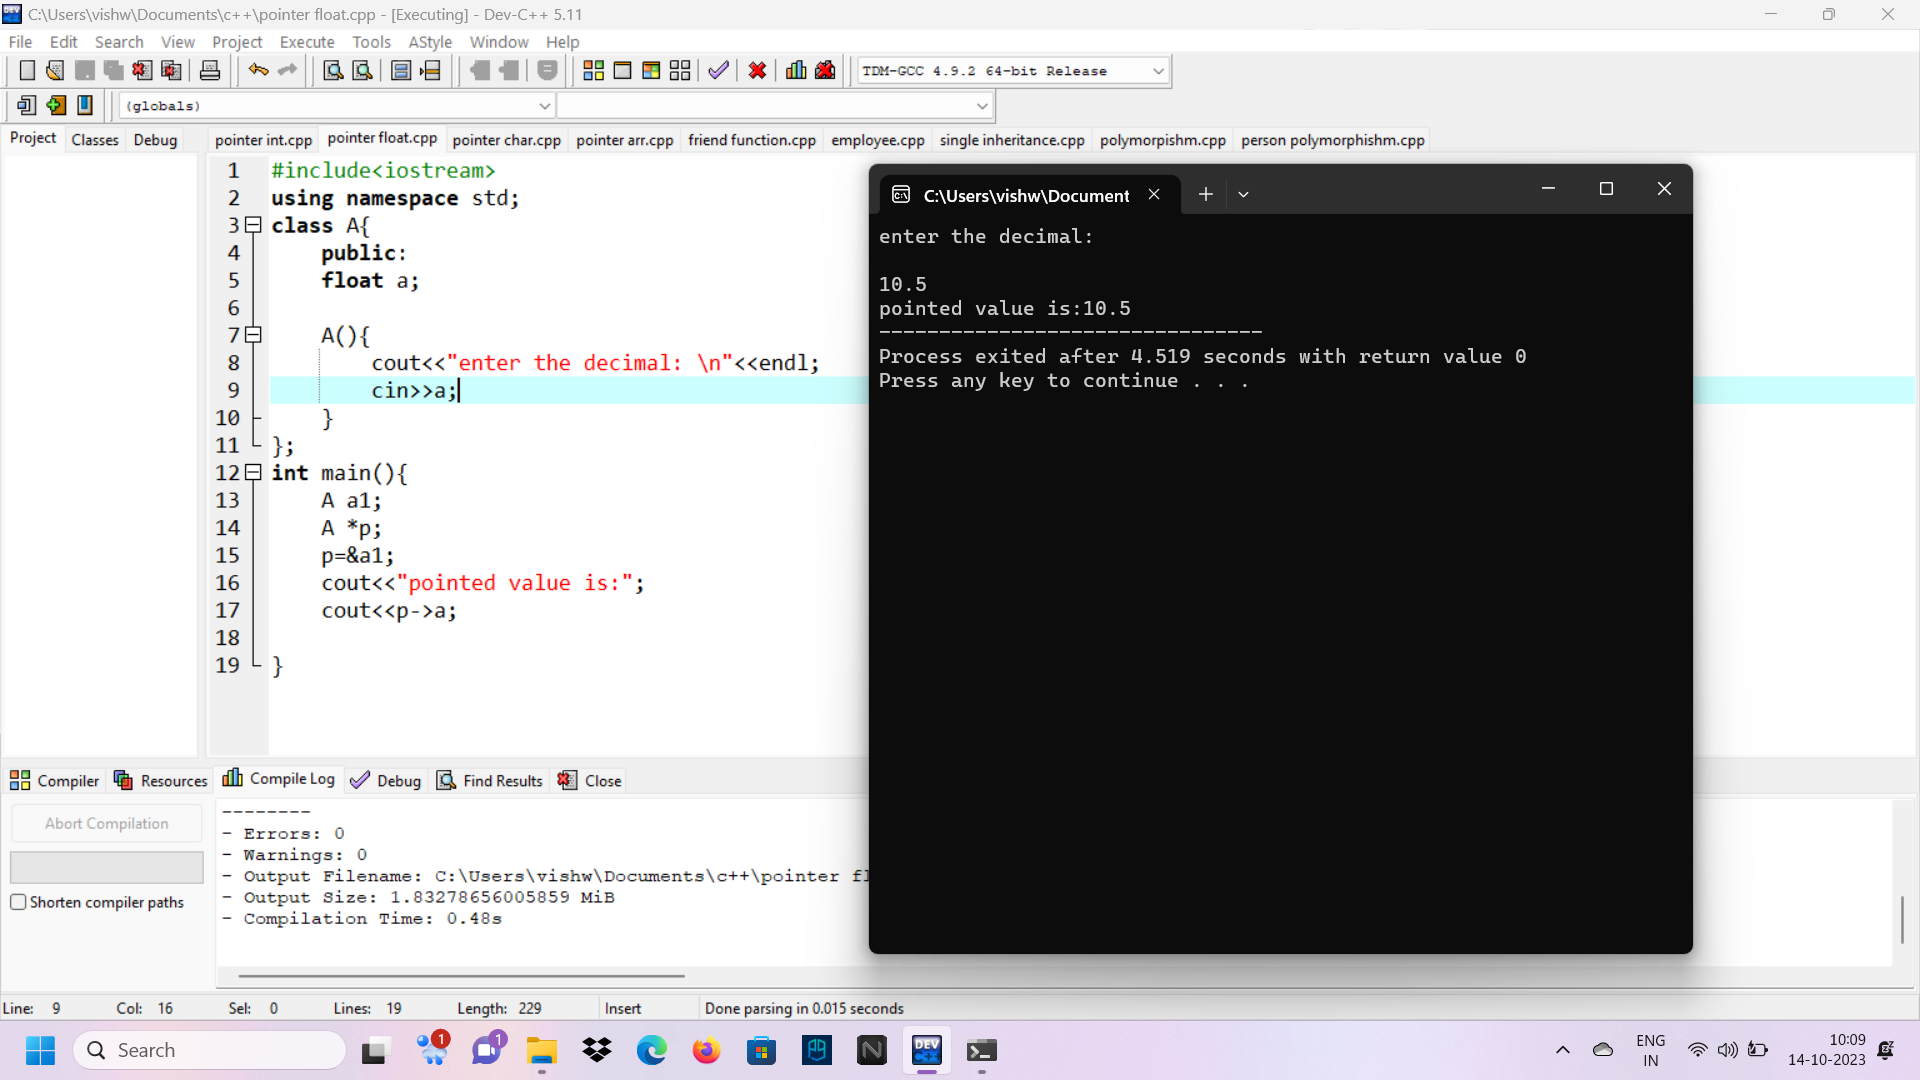 C:\Users\vishw\Documents\c++\pointer float.cpp - [Executing] - Dev-C++ 5.11
File Edit Search View Project Execute Tools AStyle Window Help
TDM-GCC 4.9.2 64-bit Release
(globals)
Project Classes Debug
pointer int.cpp pointer float.cpp pointer char.cpp pointer arr.cpp friend function.cpp employee.cpp single inheritance.cpp polymorpishm.cpp person polymorphishm.cpp
1 #include<iostream>
2 using namespace std;
3 class A{
4 public:
5 float a;
6
7 A(){
8 cout<<"enter the decimal: \n"<<endl;
9 cin>>a;
10 }
11 };
12 int main(){
13 A a1;
14 A *p;
15 p=&a1;
16 cout<<"pointed value is:";
17 cout<<p->a;
18
19 }
C:\Users\vishw\Document
enter the decimal:
10.5
pointed value is:10.5
--------------------------------
Process exited after 4.519 seconds with return value 0
Press any key to continue . . .
Compiler Resources Compile Log Debug Find Results Close
Abort Compilation
Shorten compiler paths
--------
- Errors: 0
- Warnings: 0
- Output Filename: C:\Users\vishw\Documents\c++\pointer fl
- Output Size: 1.83278656005859 MiB
- Compilation Time: 0.48s
Line: 9 Col: 16 Sel: 0 Lines: 19 Length: 229 Insert Done parsing in 0.015 seconds
Search
1
1
DEV C++
ENG
IN
10:09
14-10-2023